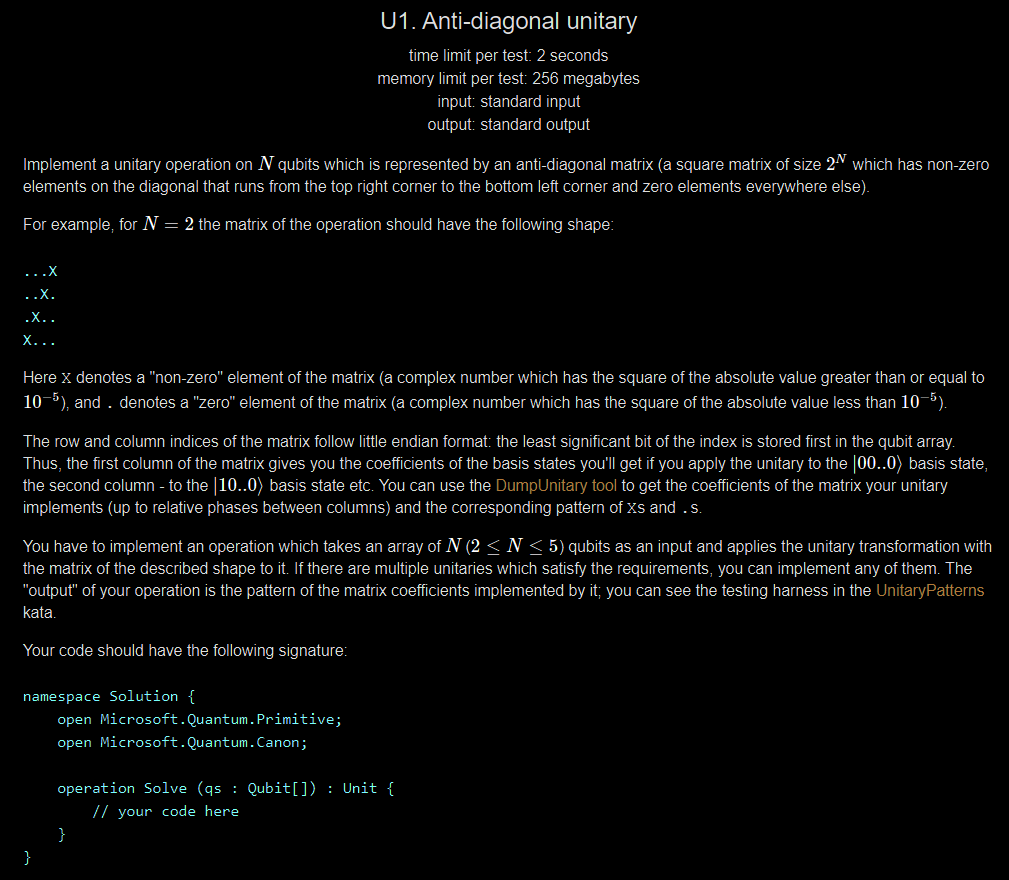 U1. Anti-diagonal unitary
time limit per test: 2 seconds
memory limit per test: 256 megabytes
input: standard input
output: standard output
Implement a unitary operation on N qubits which is represented by an anti-diagonal matrix (a square matrix of size 2^N which has non-zero
elements on the diagonal that runs from the top right corner to the bottom left corner and zero elements everywhere else).
For example, for N = 2 the matrix of the operation should have the following shape:
...X
..X.
.X..
X...
Here X denotes a "non-zero" element of the matrix (a complex number which has the square of the absolute value greater than or equal to
10^−5), and . denotes a "zero" element of the matrix (a complex number which has the square of the absolute value less than 10^−5).
The row and column indices of the matrix follow little endian format: the least significant bit of the index is stored first in the qubit array.
Thus, the first column of the matrix gives you the coefficients of the basis states you'll get if you apply the unitary to the |00..0⟩ basis state,
the second column - to the |10..0⟩ basis state etc. You can use the DumpUnitary tool to get the coefficients of the matrix your unitary
implements (up to relative phases between columns) and the corresponding pattern of Xs and .s.
You have to implement an operation which takes an array of N (2 ≤ N ≤ 5) qubits as an input and applies the unitary transformation with
the matrix of the described shape to it. If there are multiple unitaries which satisfy the requirements, you can implement any of them. The
"output" of your operation is the pattern of the matrix coefficients implemented by it; you can see the testing harness in the UnitaryPatterns
kata.
Your code should have the following signature:
namespace Solution {
    open Microsoft.Quantum.Primitive;
    open Microsoft.Quantum.Canon;
    operation Solve (qs : Qubit[]) : Unit {
        // your code here
    }
}